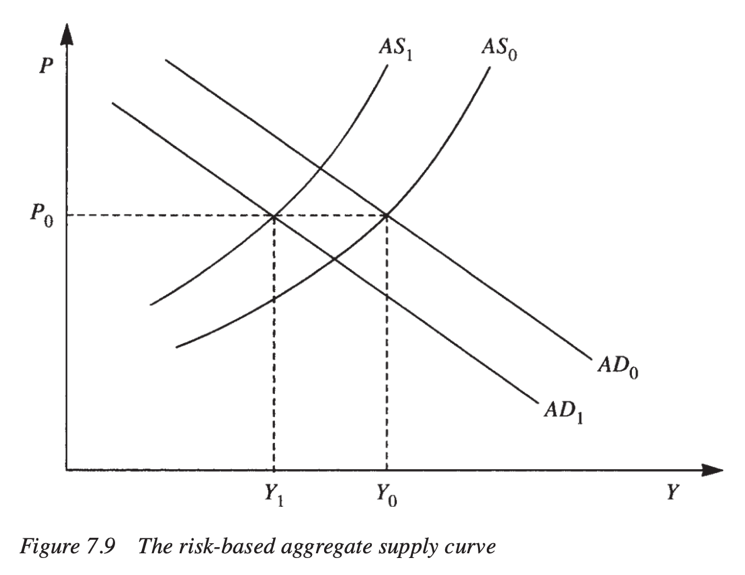 AS₁ AS₀
P
P₀
AD₀
AD₁
Y₁ Y₀ Y
Figure 7.9 The risk-based aggregate supply curve